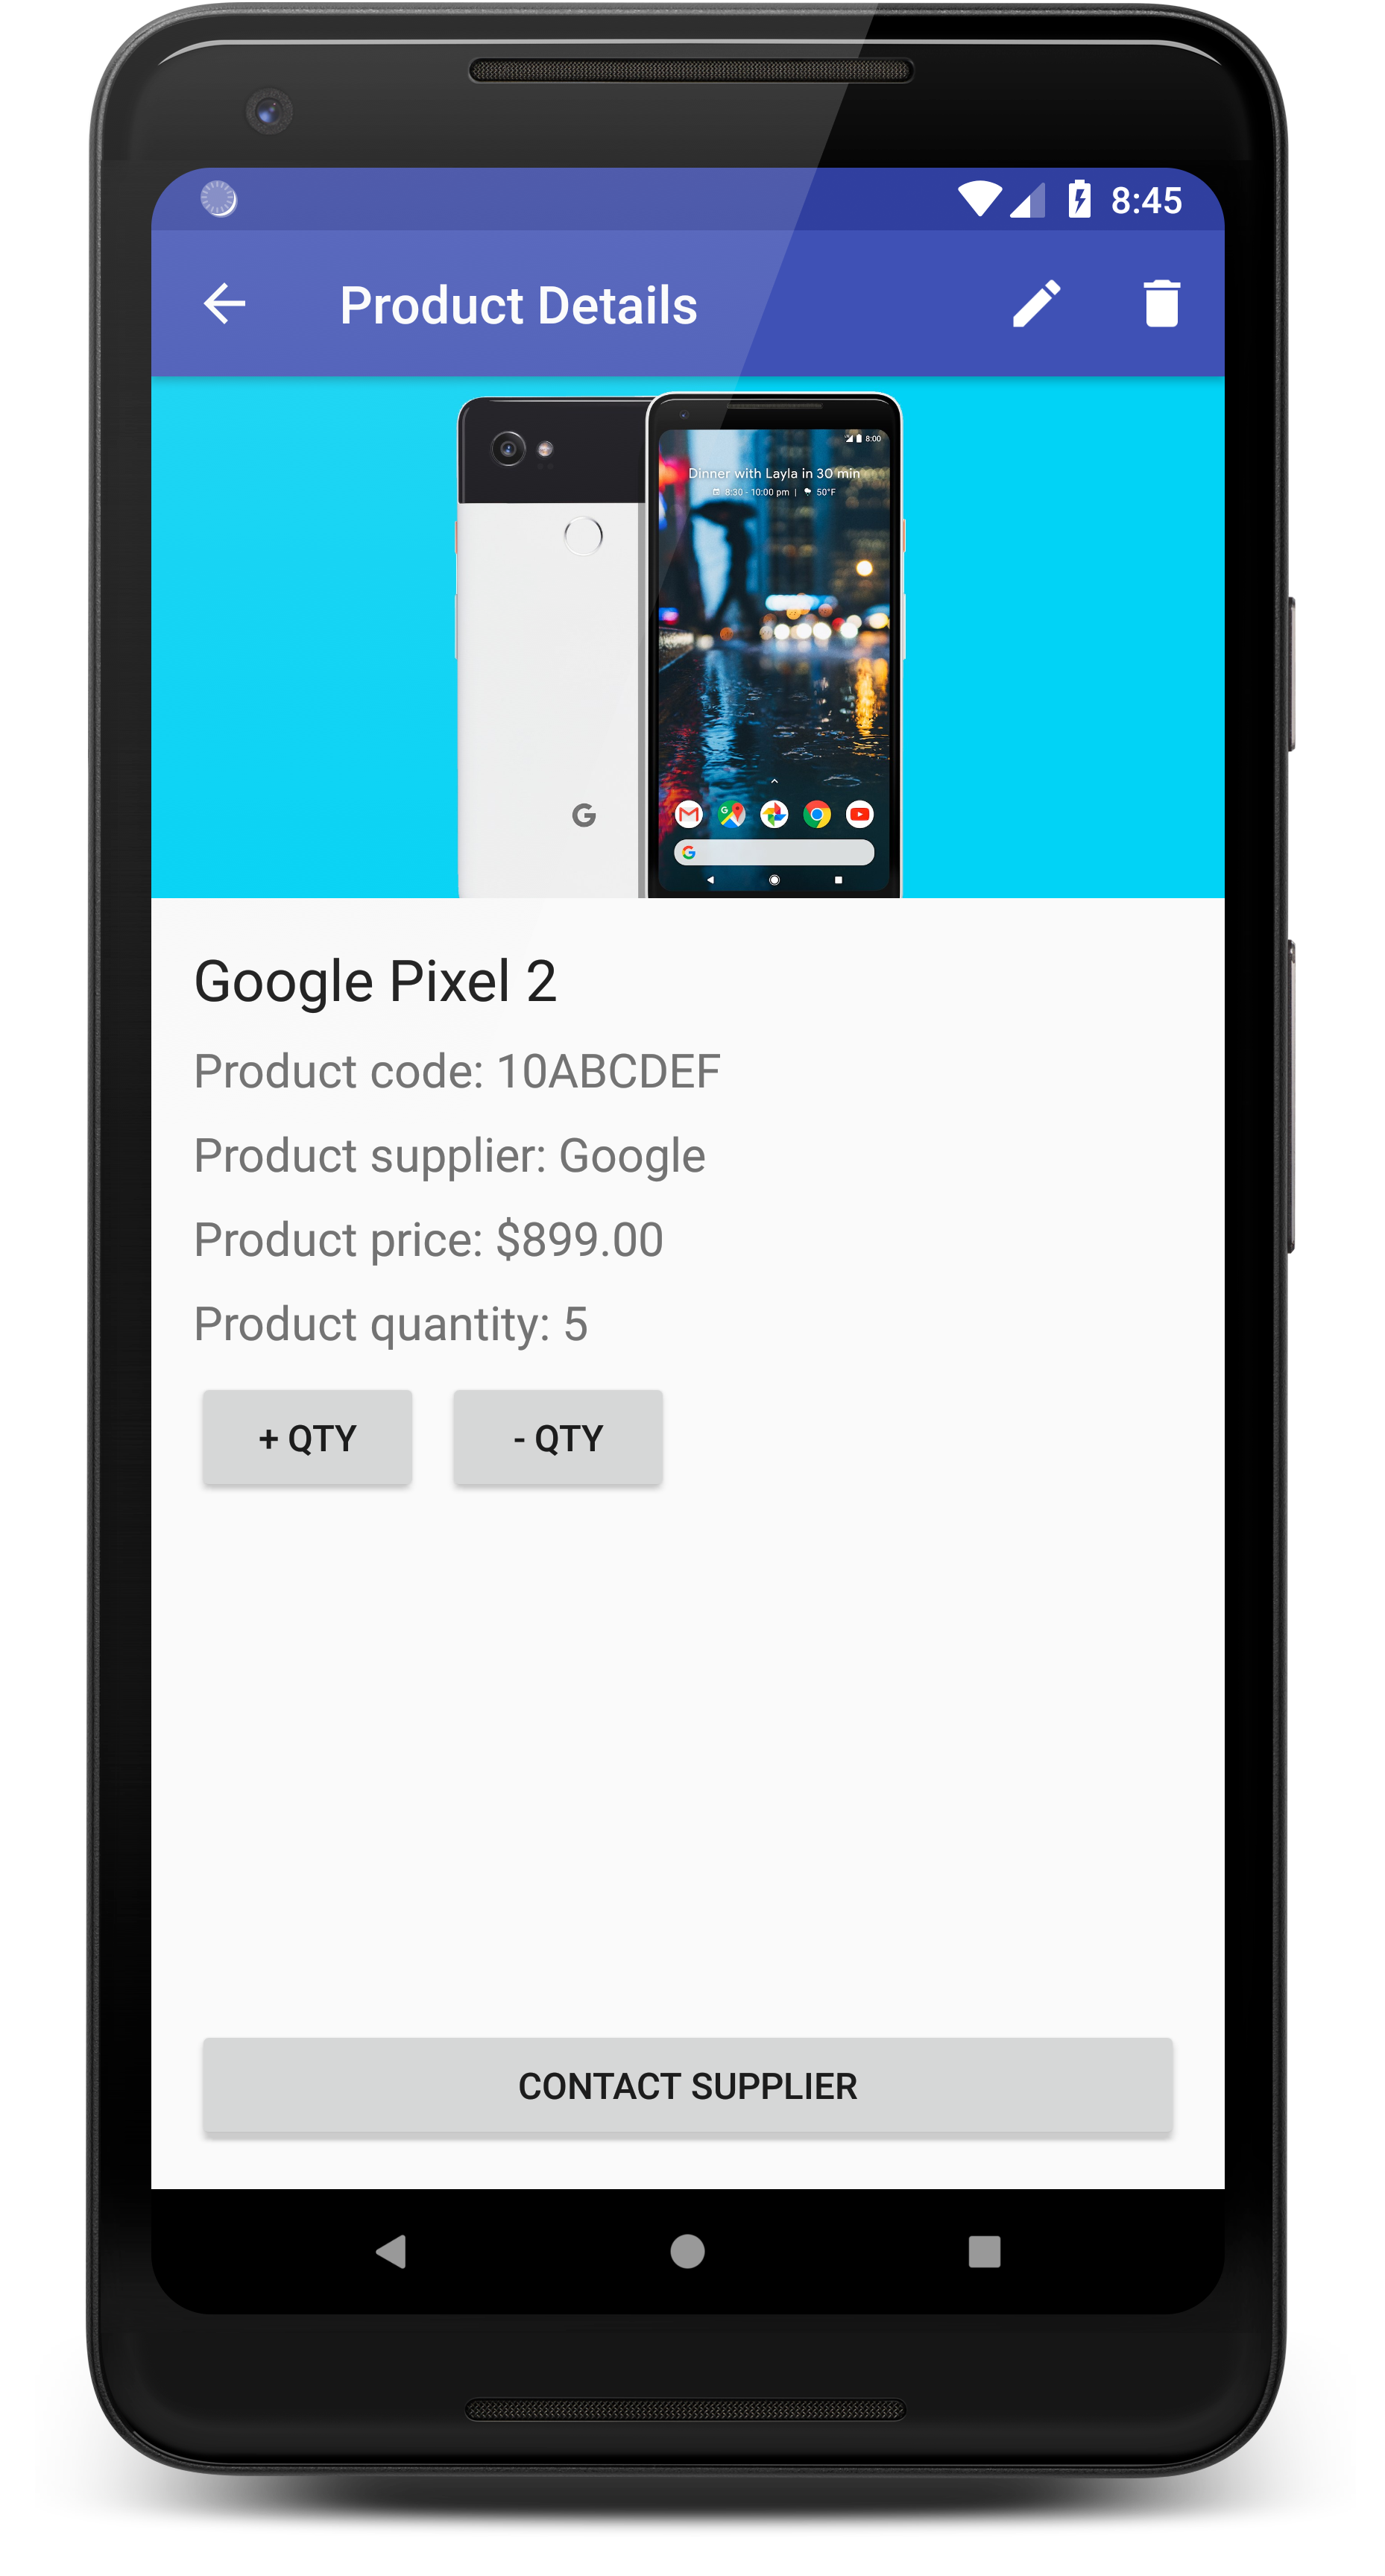 8:45
Product Details
8:00
Dinner with Layla in 30 min
8:30 - 10:00 pm | 50°F
G
G
Google Pixel 2
Product code: 10ABCDEF
Product supplier: Google
Product price: $899.00
Product quantity: 5
+ QTY - QTY
CONTACT SUPPLIER